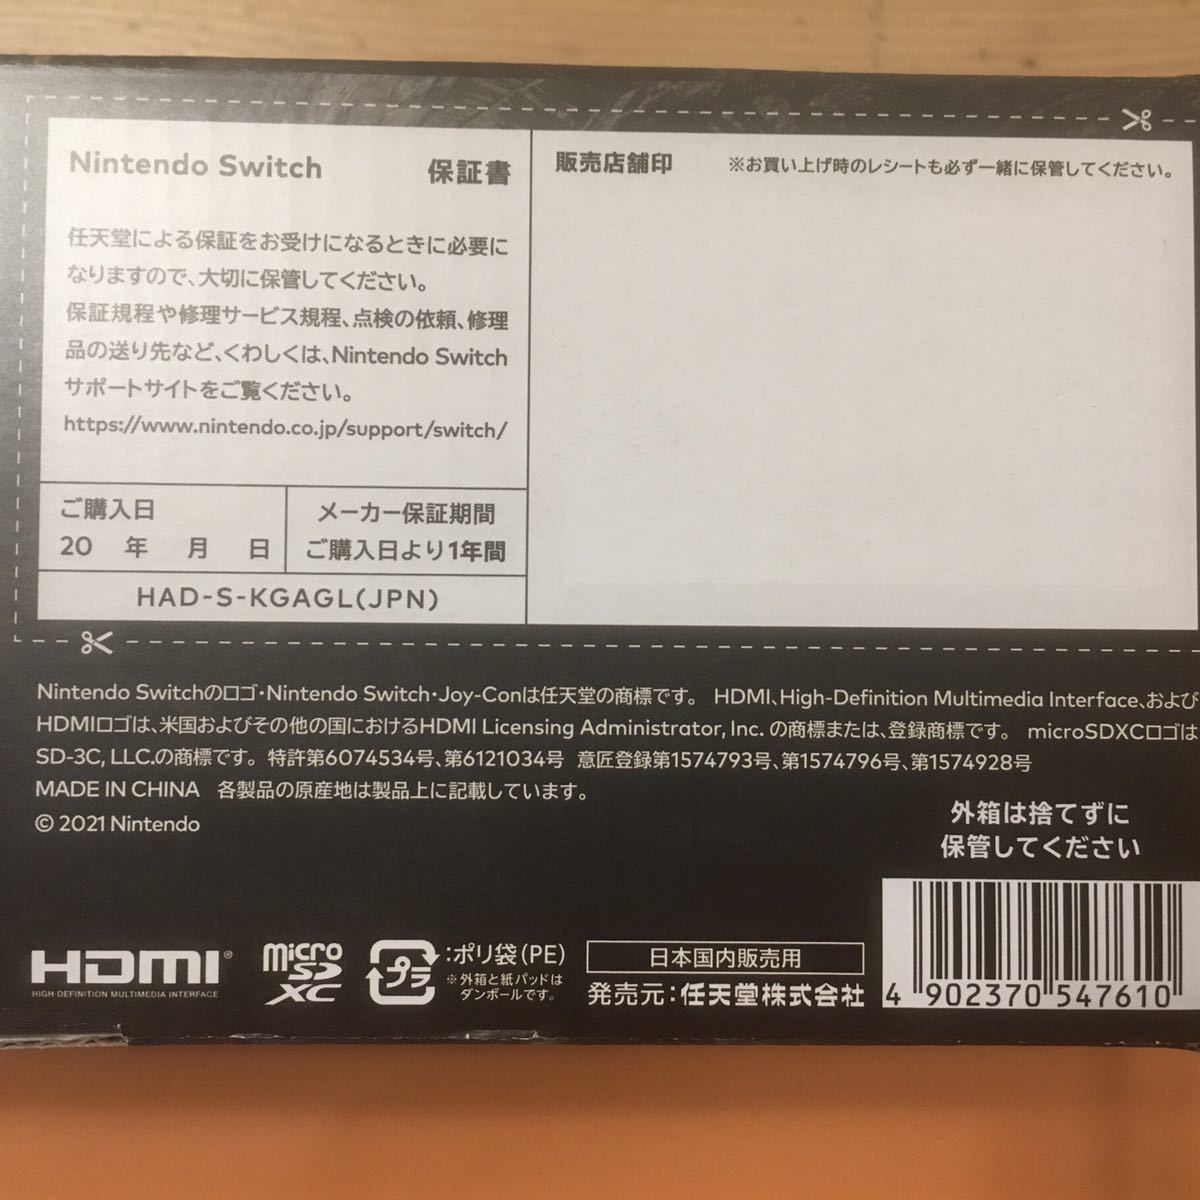 Nintendo Switch 保証書
任天堂による保証をお受けになるときに必要に
なりますので、大切に保管してください。
保証規程や修理サービス規程、点検の依頼、修理
品の送り先など、くわしくは、Nintendo Switch
サポートサイトをご覧ください。
https://www.nintendo.co.jp/support/switch/
ご購入日
20 年 月 日
メーカー保証期間
ご購入日より1年間
HAD-S-KGAGL(JPN)
販売店舗印 ※お買い上げ時のレシートも必ず一緒に保管してください。
Nintendo Switchのロゴ・Nintendo Switch・Joy-Conは任天堂の商標です。 HDMI、High-Definition Multimedia Interface、および
HDMIロゴは、米国およびその他の国におけるHDMI Licensing Administrator, Inc. の商標または、登録商標です。 microSDXCロゴは
SD-3C, LLC.の商標です。 特許第6074534号、第6121034号 意匠登録第1574793号、第1574796号、第1574928号
MADE IN CHINA 各製品の原産地は製品上に記載しています。
© 2021 Nintendo
外箱は捨てずに
保管してください
HDMI®
HIGH-DEFINITION MULTIMEDIA INTERFACE
micro
SD
XC
プラ
:ポリ袋(PE)
※外箱と紙パッドは
ダンボールです。
日本国内販売用
発売元:任天堂株式会社
4 902370 547610